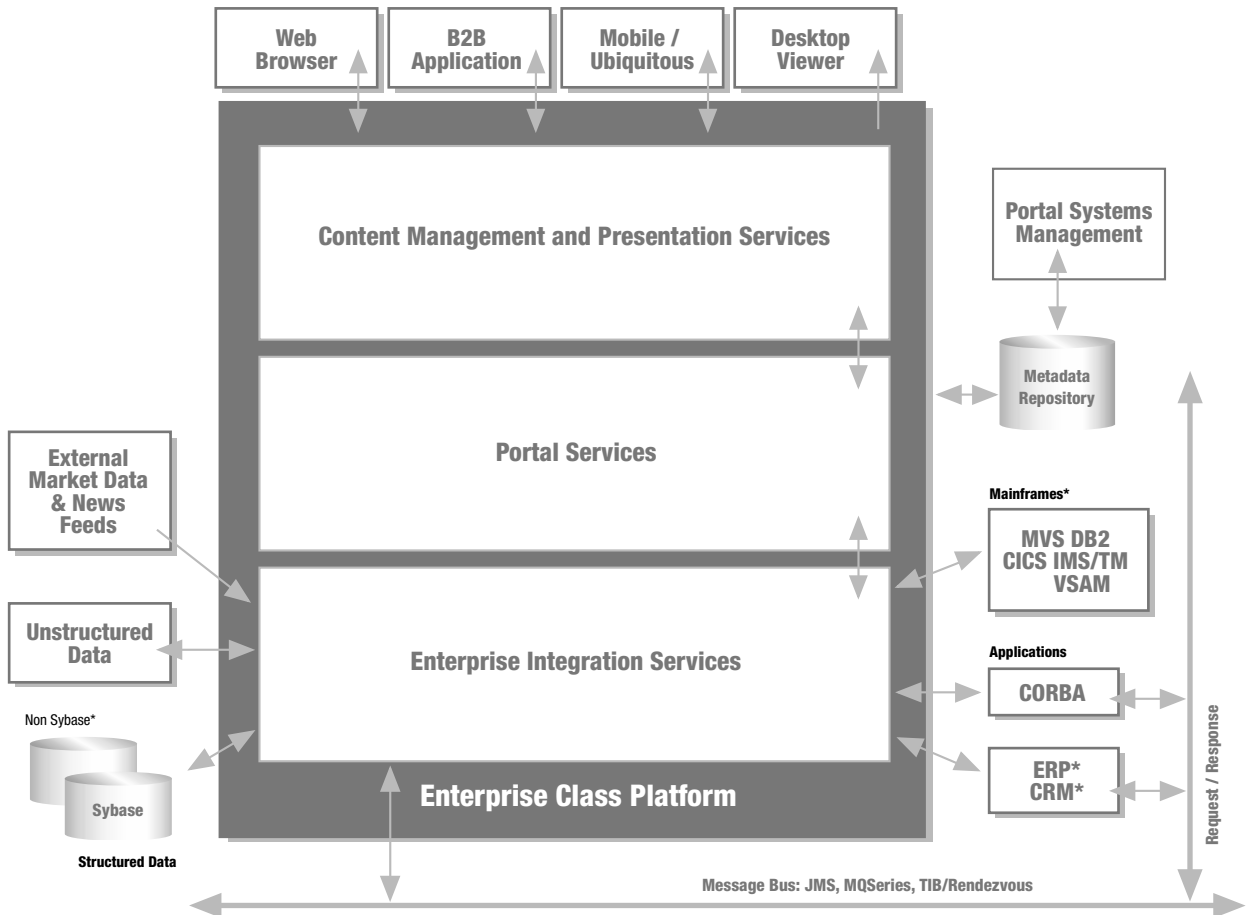 Web
Browser
B2B
Application
Mobile /
Ubiquitous
Desktop
Viewer
Content Management and Presentation Services
Portal Systems
Management
Metadata
Repository
Portal Services
External
Market Data
& News
Feeds
Mainframes*
MVS DB2
CICS IMS/TM
VSAM
Unstructured
Data
Enterprise Integration Services
Applications
CORBA
Non Sybase*
Sybase
Structured Data
ERP*
CRM*
Enterprise Class Platform
Request / Response
Message Bus: JMS, MQSeries, TIB/Rendezvous